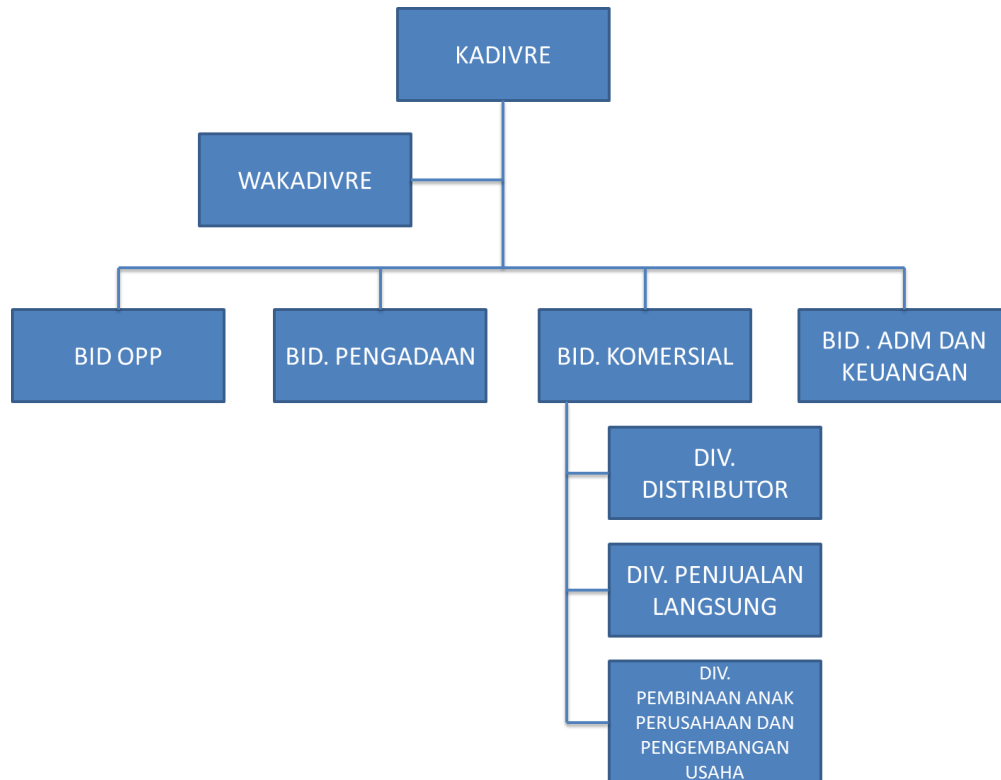 KADIVRE
WAKADIVRE
BID OPP
BID. PENGADAAN
BID. KOMERSIAL
BID . ADM DAN
KEUANGAN
DIV.
DISTRIBUTOR
DIV. PENJUALAN
LANGSUNG
DIV.
PEMBINAAN ANAK
PERUSAHAAN DAN
PENGEMBANGAN
USAHA